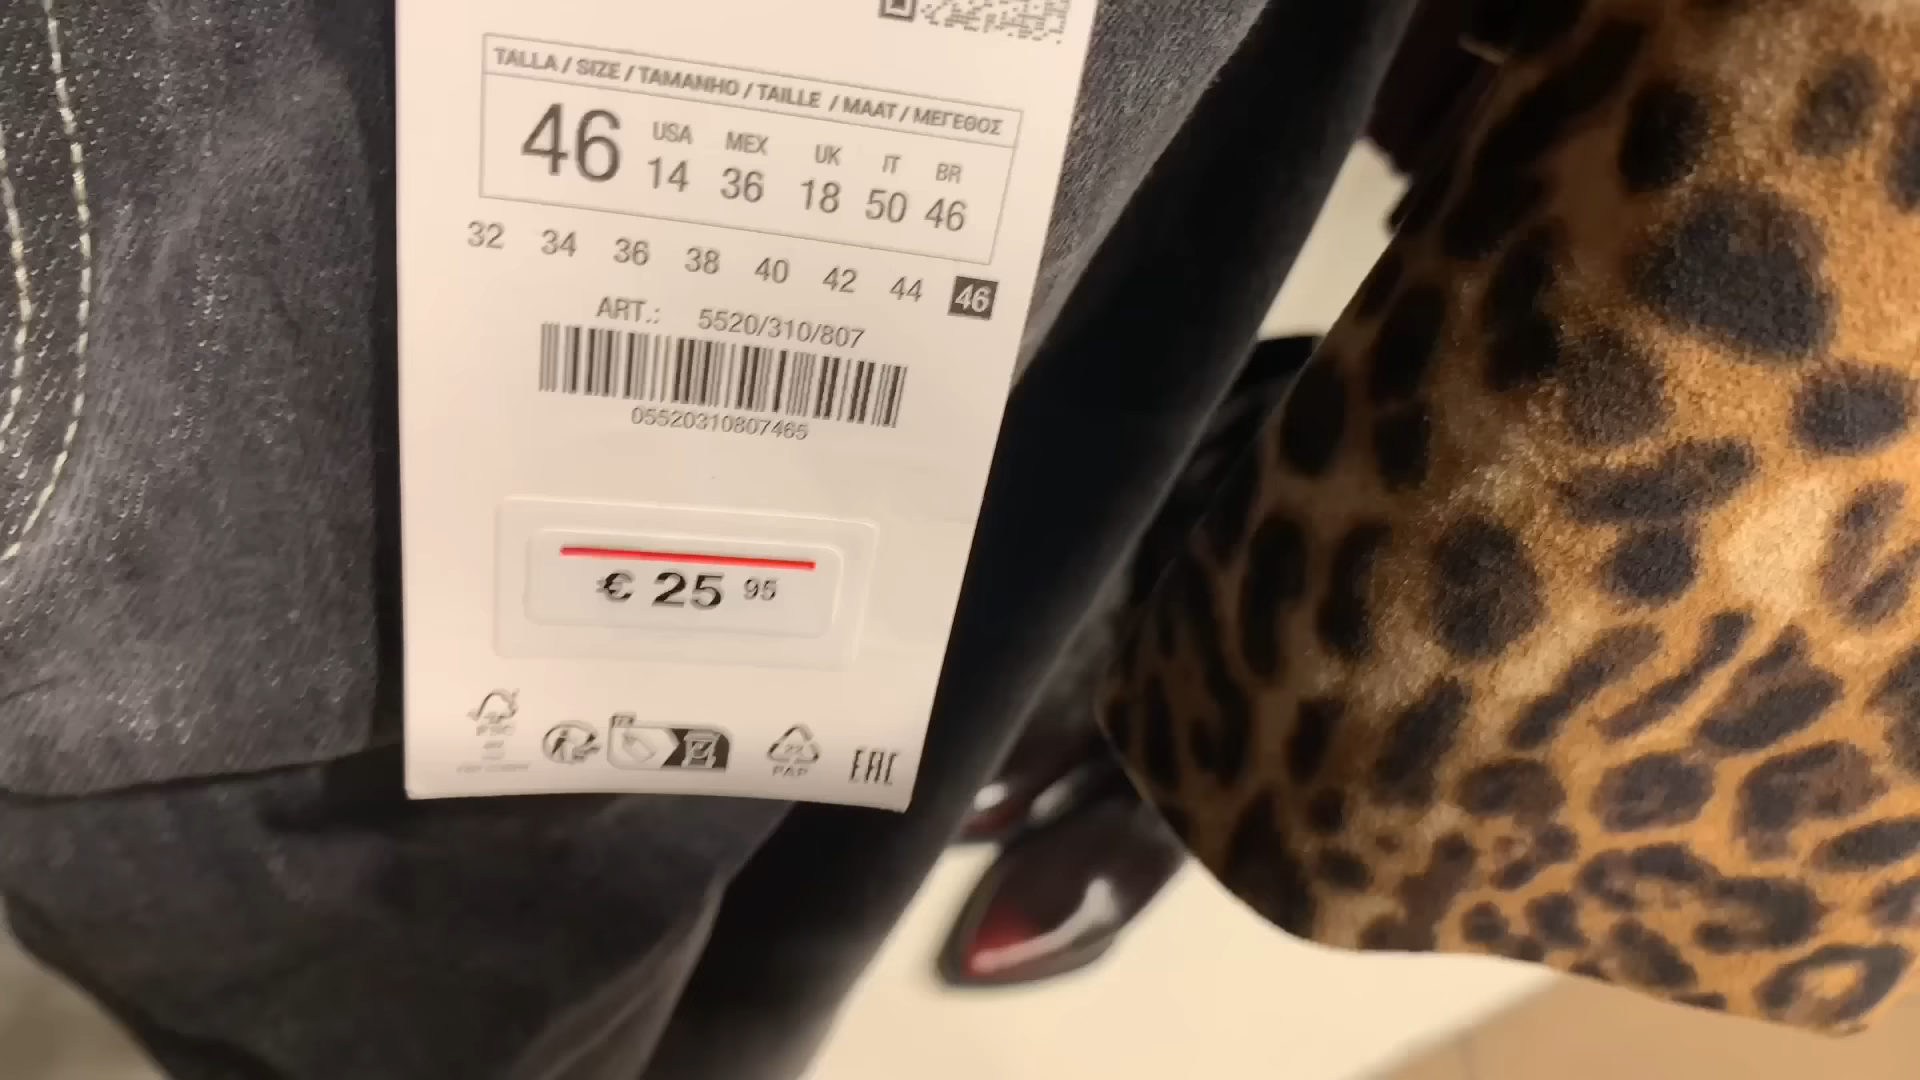 TALLA / SIZE / TAMANHO / TAILLE / MAAT / ΜΕΓΕΘΟΣ
46 USA 14 MEX 36 UK 18 IT 50 BR 46
32 34 36 38 40 42 44 46
ART.: 5520/310/807
05520310807465
€ 25 95
FSC
PAP
EAC